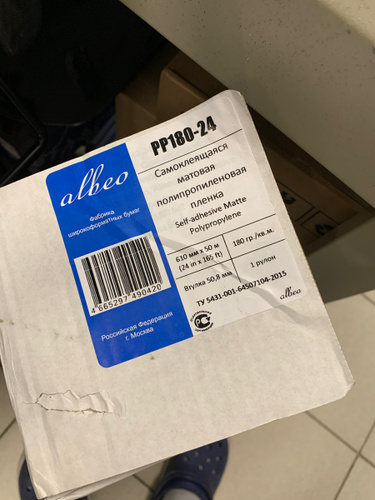 albeo
Фабрика
широкоформатных бумаг
4 665297 490420
Российская Федерация
г. Москва
PP180-24
Самоклеящаяся
матовая
полипропиленовая
пленка
Self-adhesive Matte
Polypropylene
610 мм x 50 м
(24 in x 165 ft)
180 гр./кв.м.
Втулка 50,8 мм
1 рулон
ТУ 5431-001-64507104-2015
albeo